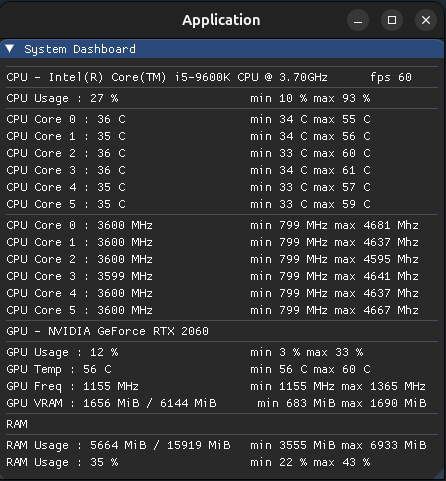 Application
System Dashboard
CPU - Intel(R) Core(TM) i5-9600K CPU @ 3.70GHz fps 60
CPU Usage : 27 % min 10 % max 93 %
CPU Core 0 : 36 C min 34 C max 55 C
CPU Core 1 : 35 C min 34 C max 56 C
CPU Core 2 : 36 C min 33 C max 60 C
CPU Core 3 : 36 C min 34 C max 61 C
CPU Core 4 : 35 C min 33 C max 57 C
CPU Core 5 : 35 C min 33 C max 59 C
CPU Core 0 : 3600 MHz min 799 MHz max 4681 Mhz
CPU Core 1 : 3600 MHz min 799 MHz max 4637 Mhz
CPU Core 2 : 3600 MHz min 799 MHz max 4595 MHz
CPU Core 3 : 3599 MHz min 799 MHz max 4641 MHz
CPU Core 4 : 3600 MHz min 799 MHz max 4637 Mhz
CPU Core 5 : 3600 MHz min 799 MHz max 4667 Mhz
GPU - NVIDIA GeForce RTX 2060
GPU Usage : 12 % min 3 % max 33 %
GPU Temp : 56 C min 56 C max 60 C
GPU Freq : 1155 MHz min 1155 MHz max 1365 MHz
GPU VRAM : 1656 MiB / 6144 MiB min 683 MiB max 1690 MiB
RAM
RAM Usage : 5664 MiB / 15919 MiB min 3555 MiB max 6933 MiB
RAM Usage : 35 % min 22 % max 43 %